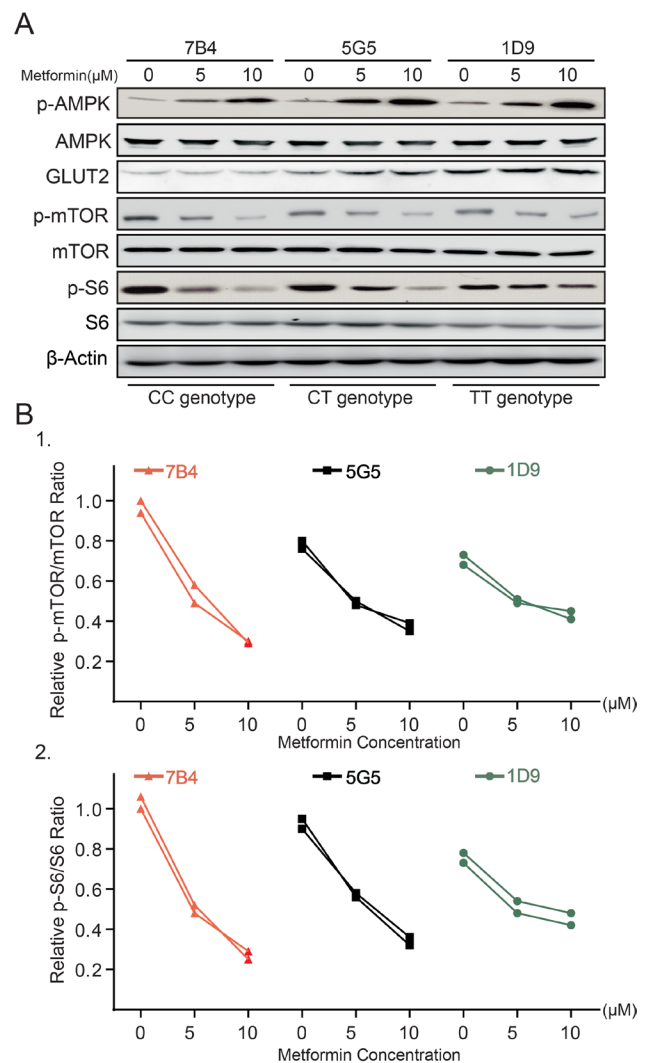 A
7B4 5G5 1D9
Metformin(µM) 0 5 10 0 5 10 0 5 10
p-AMPK
AMPK
GLUT2
p-mTOR
mTOR
p-S6
S6
β-Actin
CC genotype CT genotype TT genotype
B
1.
7B4 5G5 1D9
Relative p-mTOR/mTOR Ratio
1.0
0.8
0.6
0.4
0.2
0 5 10 0 5 10 0 5 10 (µM)
Metformin Concentration
2.
7B4 5G5 1D9
Relative p-S6/S6 Ratio
1.0
0.8
0.6
0.4
0.2
0 5 10 0 5 10 0 5 10 (µM)
Metformin Concentration